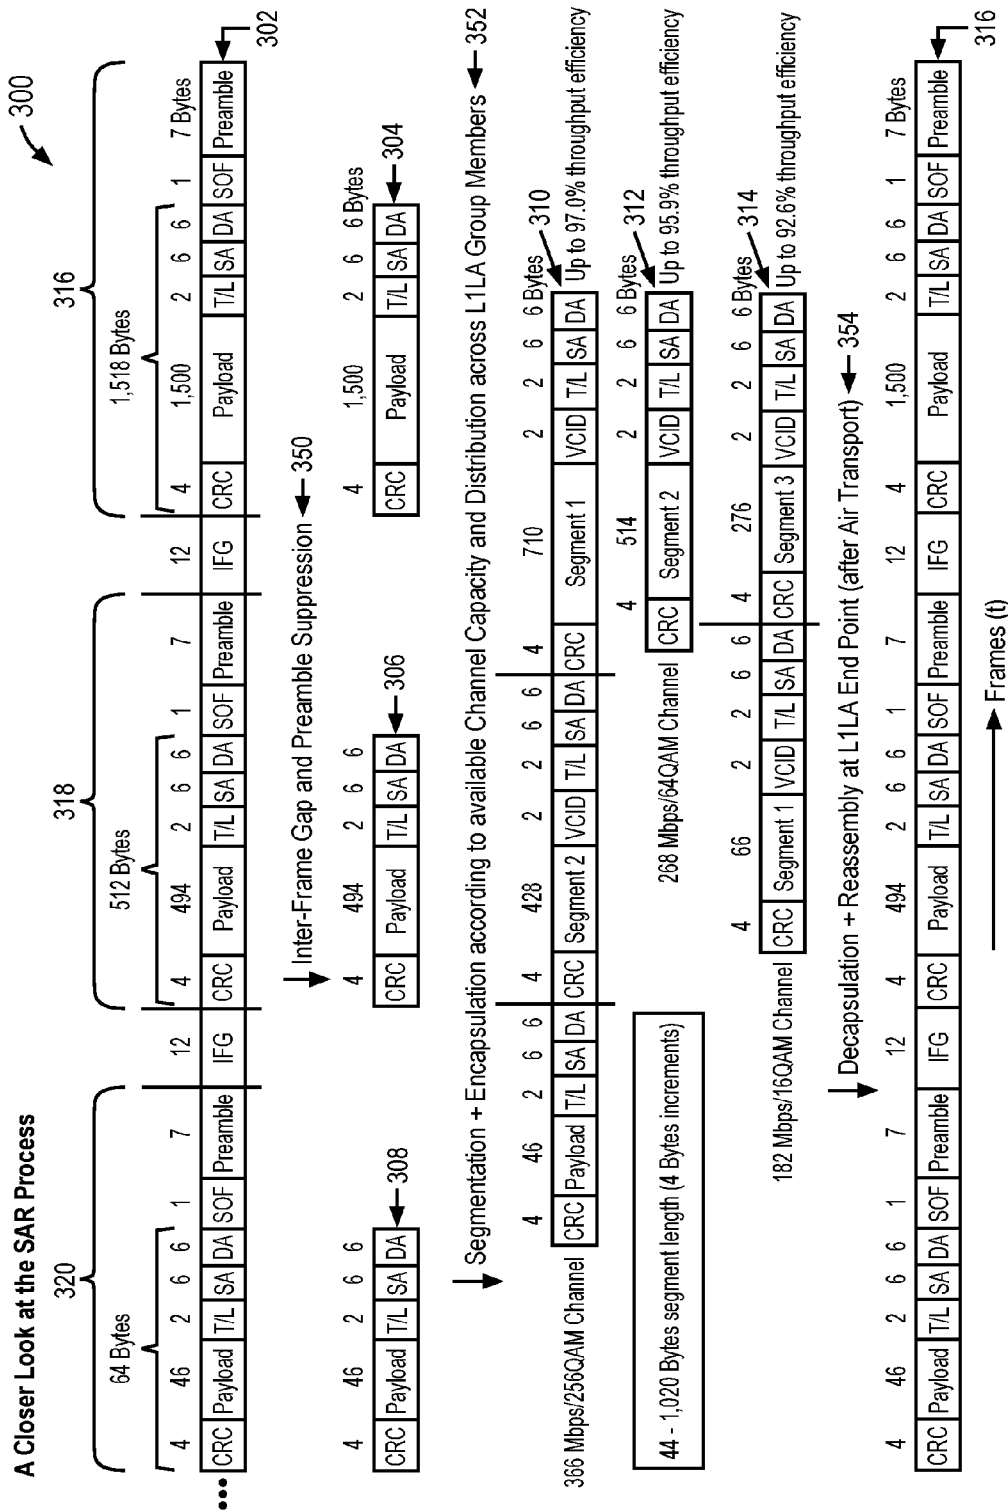 A Closer Look at the SAR Process
300
320 318 316
64 Bytes 512 Bytes 1,518 Bytes
4 46 2 6 6 1 7 12 4 494 2 6 6 1 7 12 4 1,500 2 6 6 1 7 Bytes
••• CRC Payload T/L SA DA SOF Preamble IFG CRC Payload T/L SA DA SOF Preamble IFG CRC Payload T/L SA DA SOF Preamble 302
Inter-Frame Gap and Preamble Suppression 350
4 46 2 6 6 4 494 2 6 6 4 1,500 2 6 6 Bytes
CRC Payload T/L SA DA 308 CRC Payload T/L SA DA 306 CRC Payload T/L SA DA 304
Segmentation + Encapsulation according to available Channel Capacity and Distribution across L1LA Group Members 352
4 46 2 6 6 4 428 2 2 6 6 4 710 2 2 6 6 Bytes 310
CRC Payload T/L SA DA CRC Segment 2 VCID T/L SA DA CRC Segment 1 VCID T/L SA DA Up to 97.0% throughput efficiency
366 Mbps/256QAM Channel
4 514 2 2 6 6 Bytes 312
CRC Segment 2 VCID T/L SA DA Up to 95.9% throughput efficiency
44 - 1,020 Bytes segment length (4 Bytes increments)
268 Mbps/64QAM Channel
4 66 2 2 6 6 4 276 2 2 6 6 Bytes 314
CRC Segment 1 VCID T/L SA DA CRC Segment 3 VCID T/L SA DA Up to 92.6% throughput efficiency
182 Mbps/16QAM Channel
Decapsulation + Reassembly at L1LA End Point (after Air Transport) 354
4 46 2 6 6 1 7 12 4 494 2 6 6 1 7 12 4 1,500 2 6 6 1 7 Bytes
CRC Payload T/L SA DA SOF Preamble IFG CRC Payload T/L SA DA SOF Preamble IFG CRC Payload T/L SA DA SOF Preamble 316
Frames (t)